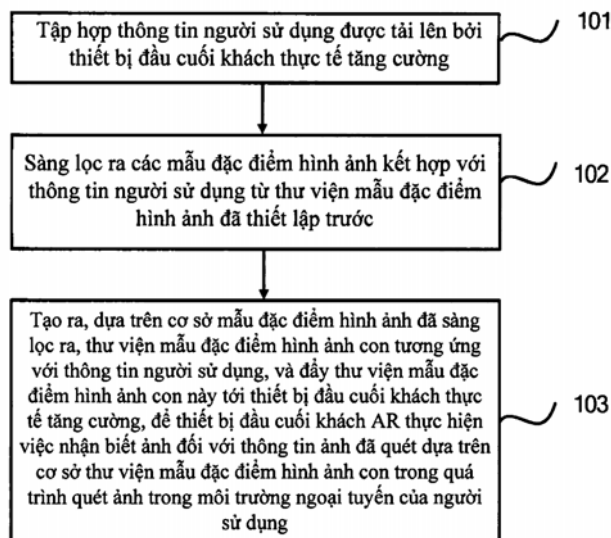 Tập hợp thông tin người sử dụng được tải lên bởi
thiết bị đầu cuối khách thực tế tăng cường
101
Sàng lọc ra các mẫu đặc điểm hình ảnh kết hợp với
thông tin người sử dụng từ thư viện mẫu đặc điểm
hình ảnh đã thiết lập trước
102
Tạo ra, dựa trên cơ sở mẫu đặc điểm hình ảnh đã sàng
lọc ra, thư viện mẫu đặc điểm hình ảnh con tương ứng
với thông tin người sử dụng, và đẩy thư viện mẫu đặc
điểm hình ảnh con này tới thiết bị đầu cuối khách thực
tế tăng cường, để thiết bị đầu cuối khách AR thực hiện
việc nhận biết ảnh đối với thông tin ảnh đã quét dựa trên
cơ sở thư viện mẫu đặc điểm hình ảnh con trong quá
trình quét ảnh trong môi trường ngoại tuyến của người
sử dụng
103